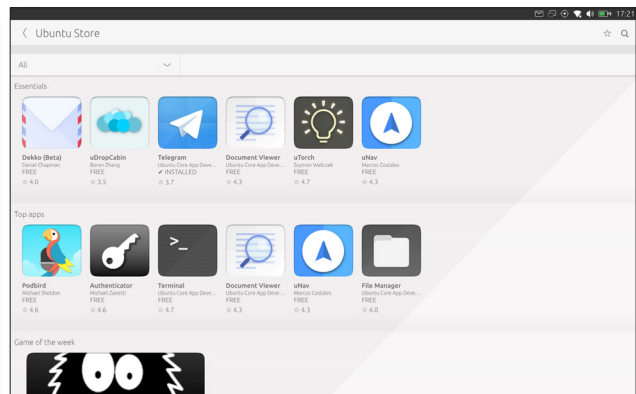 17:21
Ubuntu Store
All
Essentials
Dekko (Beta)
Daniel Chapman
FREE
☆ 4.0
uDropCabin
Boren Zhang
FREE
☆ 3.5
Telegram
Ubuntu Core App Deve...
✔ INSTALLED
☆ 3.7
Document Viewer
Ubuntu Core App Deve...
FREE
☆ 4.3
uTorch
Szymon Waliczek
FREE
☆ 4.7
uNav
Marcos Costales
FREE
☆ 4.3
Top apps
>_
Podbird
Michael Sheldon
FREE
☆ 4.6
Authenticator
Michael Zanetti
FREE
☆ 4.6
Terminal
Ubuntu Core App Deve...
FREE
☆ 4.7
Document Viewer
Ubuntu Core App Deve...
FREE
☆ 4.3
uNav
Marcos Costales
FREE
☆ 4.3
File Manager
Ubuntu Core App Deve...
FREE
☆ 4.0
Game of the week